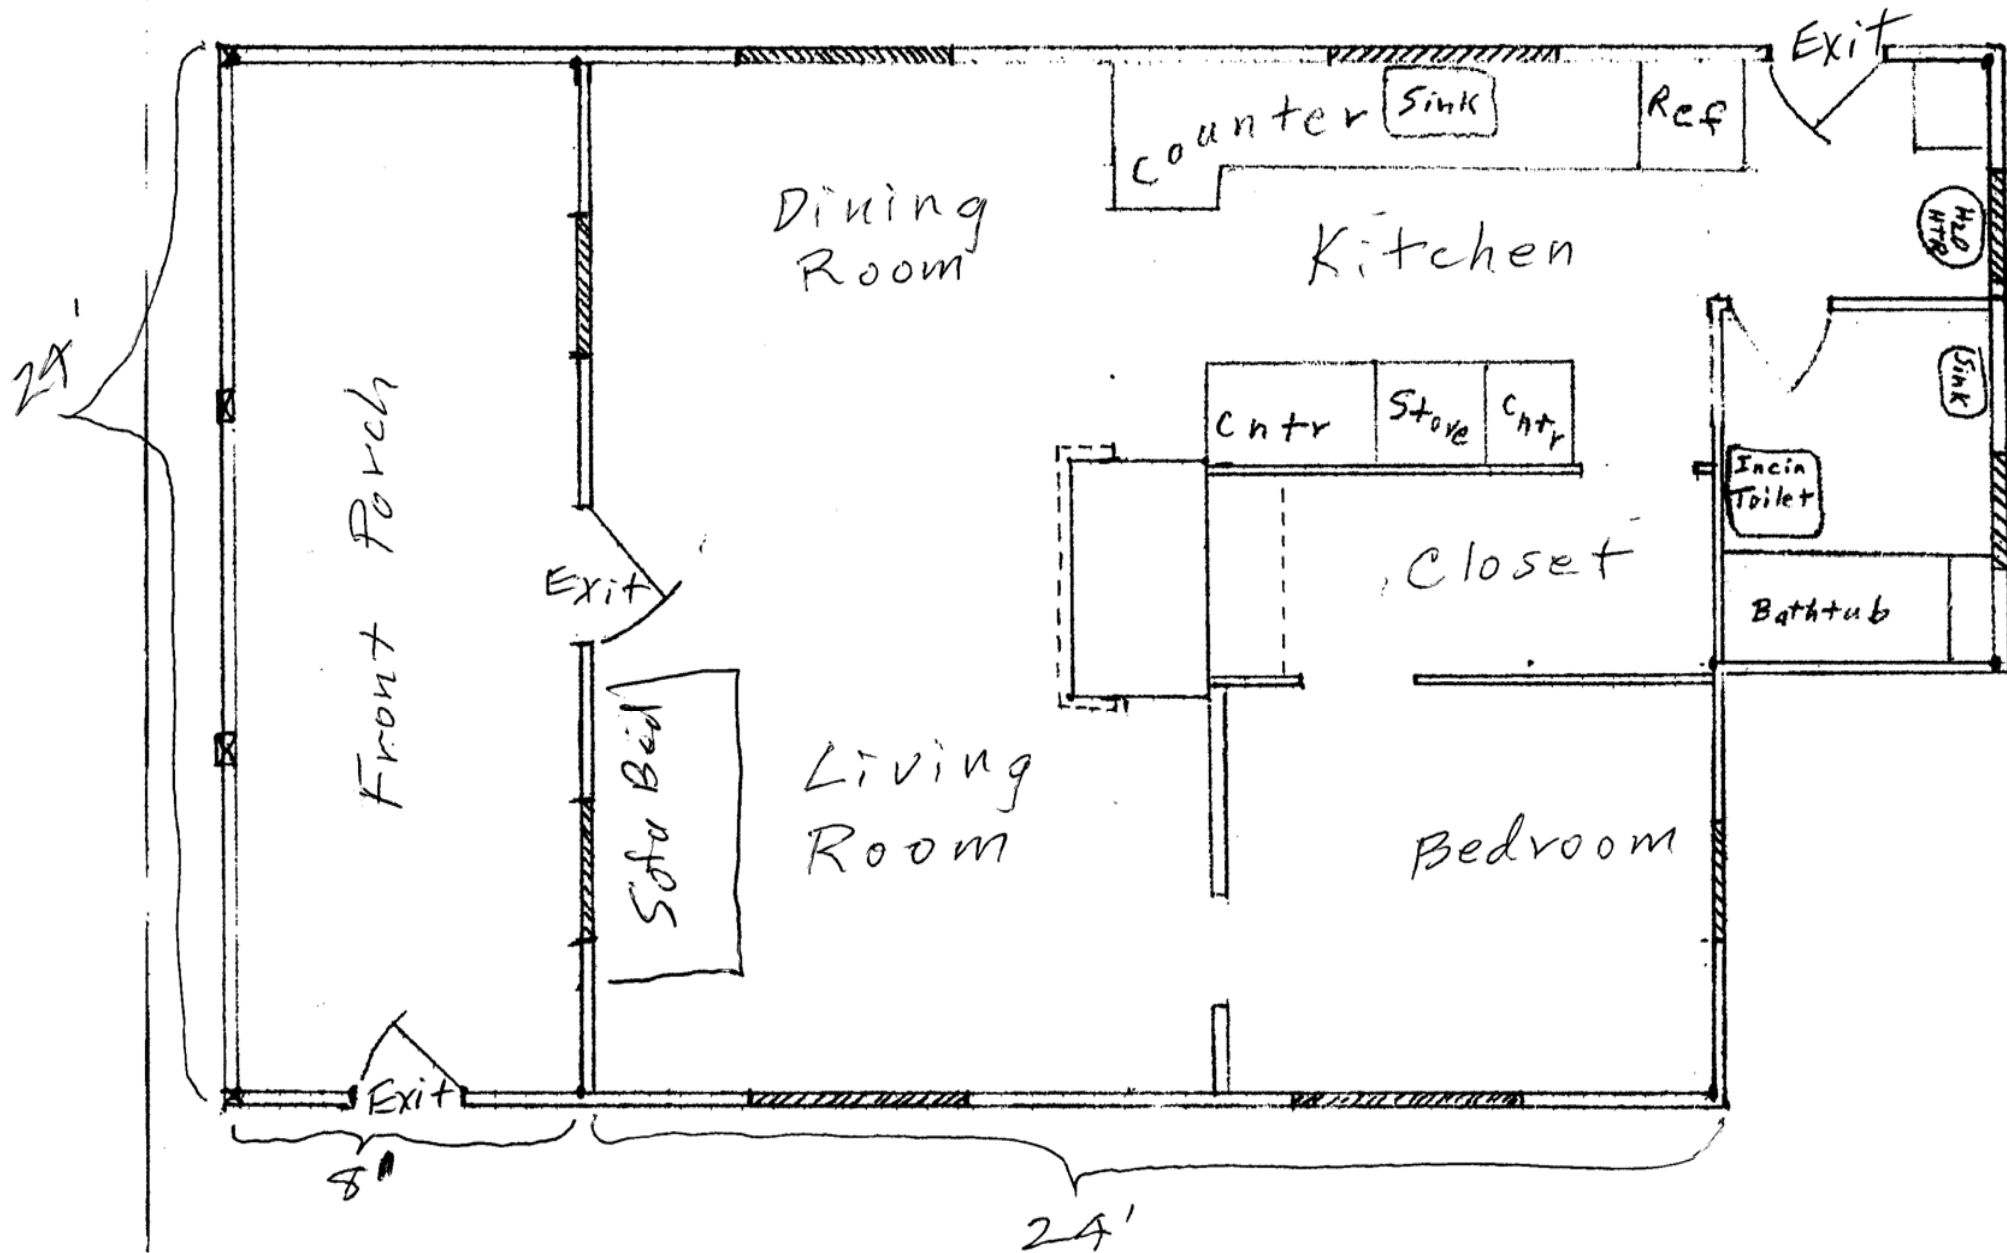 Exit
Counter
Sink
Ref
Dining
Room
Kitchen
H2O
HTR
24'
Sink
Cntr
Stove
Cntr
Incin
Toilet
Front Porch
Exit
Closet
Bathtub
Sofa Bed
Living
Room
Bedroom
Exit
8"
24'